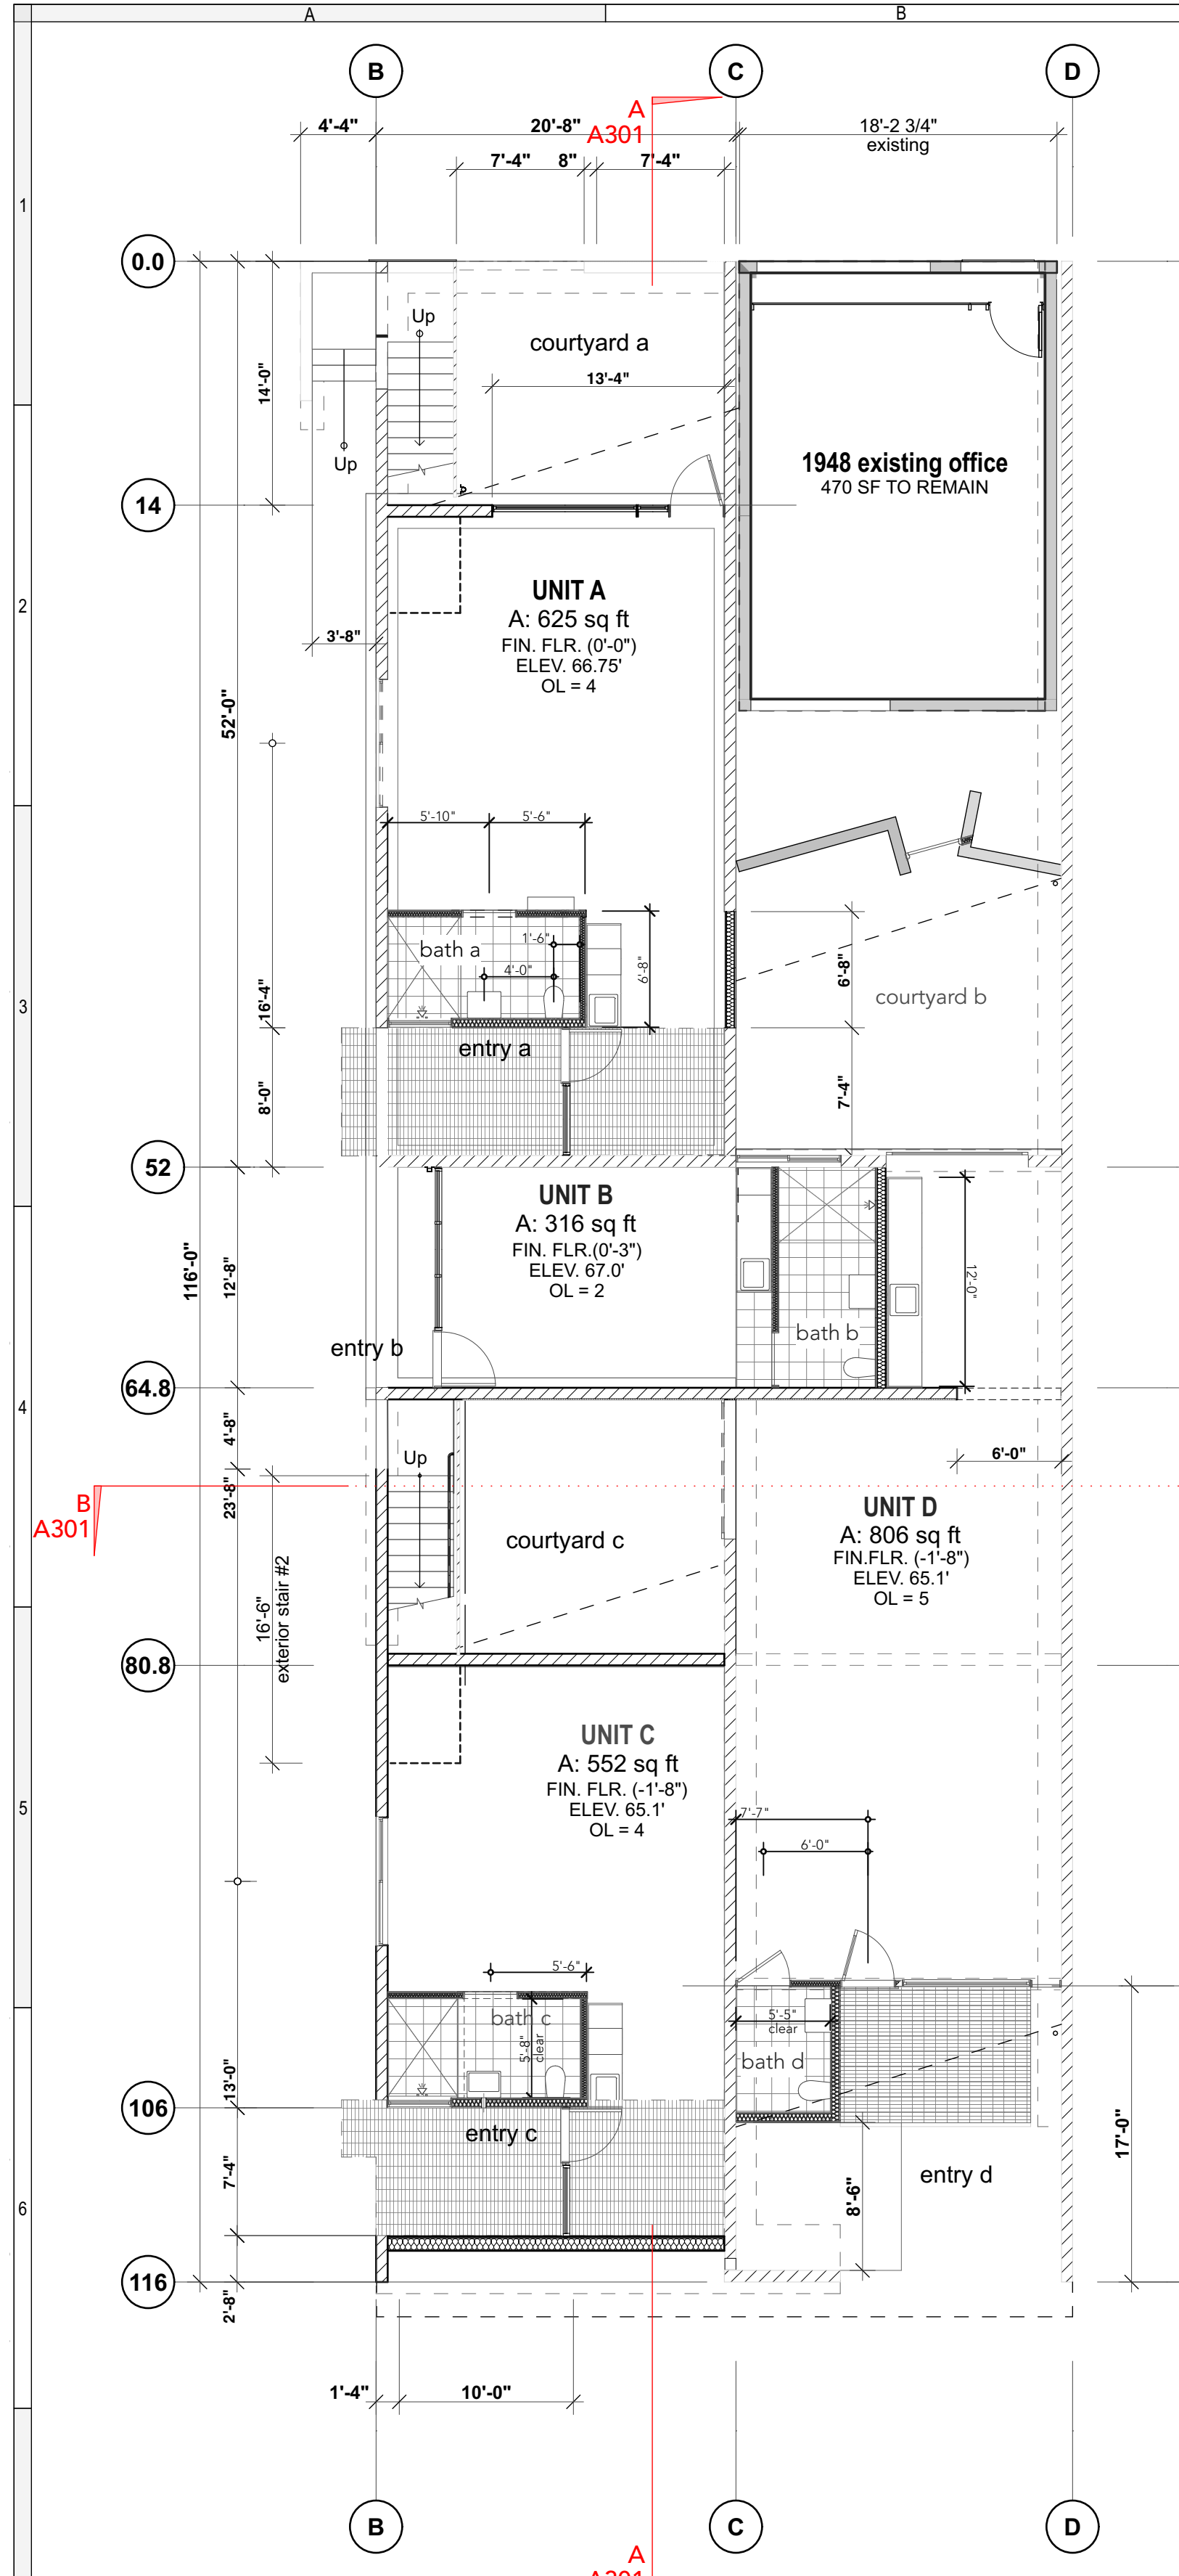 A
B
B
C
D
4'-4"
20'-8"
A
A301
18'-2 3/4"
existing
7'-4"
8"
7'-4"
1
0.0
Up
courtyard a
13'-4"
14'-0"
Up
1948 existing office
470 SF TO REMAIN
14
UNIT A
A: 625 sq ft
FIN. FLR. (0'-0")
ELEV. 66.75'
OL = 4
2
3'-8"
52'-0"
5'-10"
5'-6"
bath a
1'-6"
4'-0"
6'-8"
6'-8"
courtyard b
16'-4"
3
entry a
8'-0"
7'-4"
52
UNIT B
A: 316 sq ft
FIN. FLR.(0'-3")
ELEV. 67.0'
OL = 2
116'-0"
12'-8"
12'-0"
bath b
entry b
64.8
4
4'-8"
Up
6'-0"
23'-8"
B
A301
UNIT D
A: 806 sq ft
FIN.FLR. (-1'-8")
ELEV. 65.1'
OL = 5
courtyard c
16'-6"
exterior stair #2
80.8
UNIT C
A: 552 sq ft
FIN. FLR. (-1'-8")
ELEV. 65.1'
OL = 4
5
7'-7"
6'-0"
5'-6"
bath c
5'-8"
clear
5'-5"
clear
bath d
13'-0"
106
entry c
17'-0"
7'-4"
entry d
8'-6"
6
116
2'-8"
1'-4"
10'-0"
B
C
D
A
A301